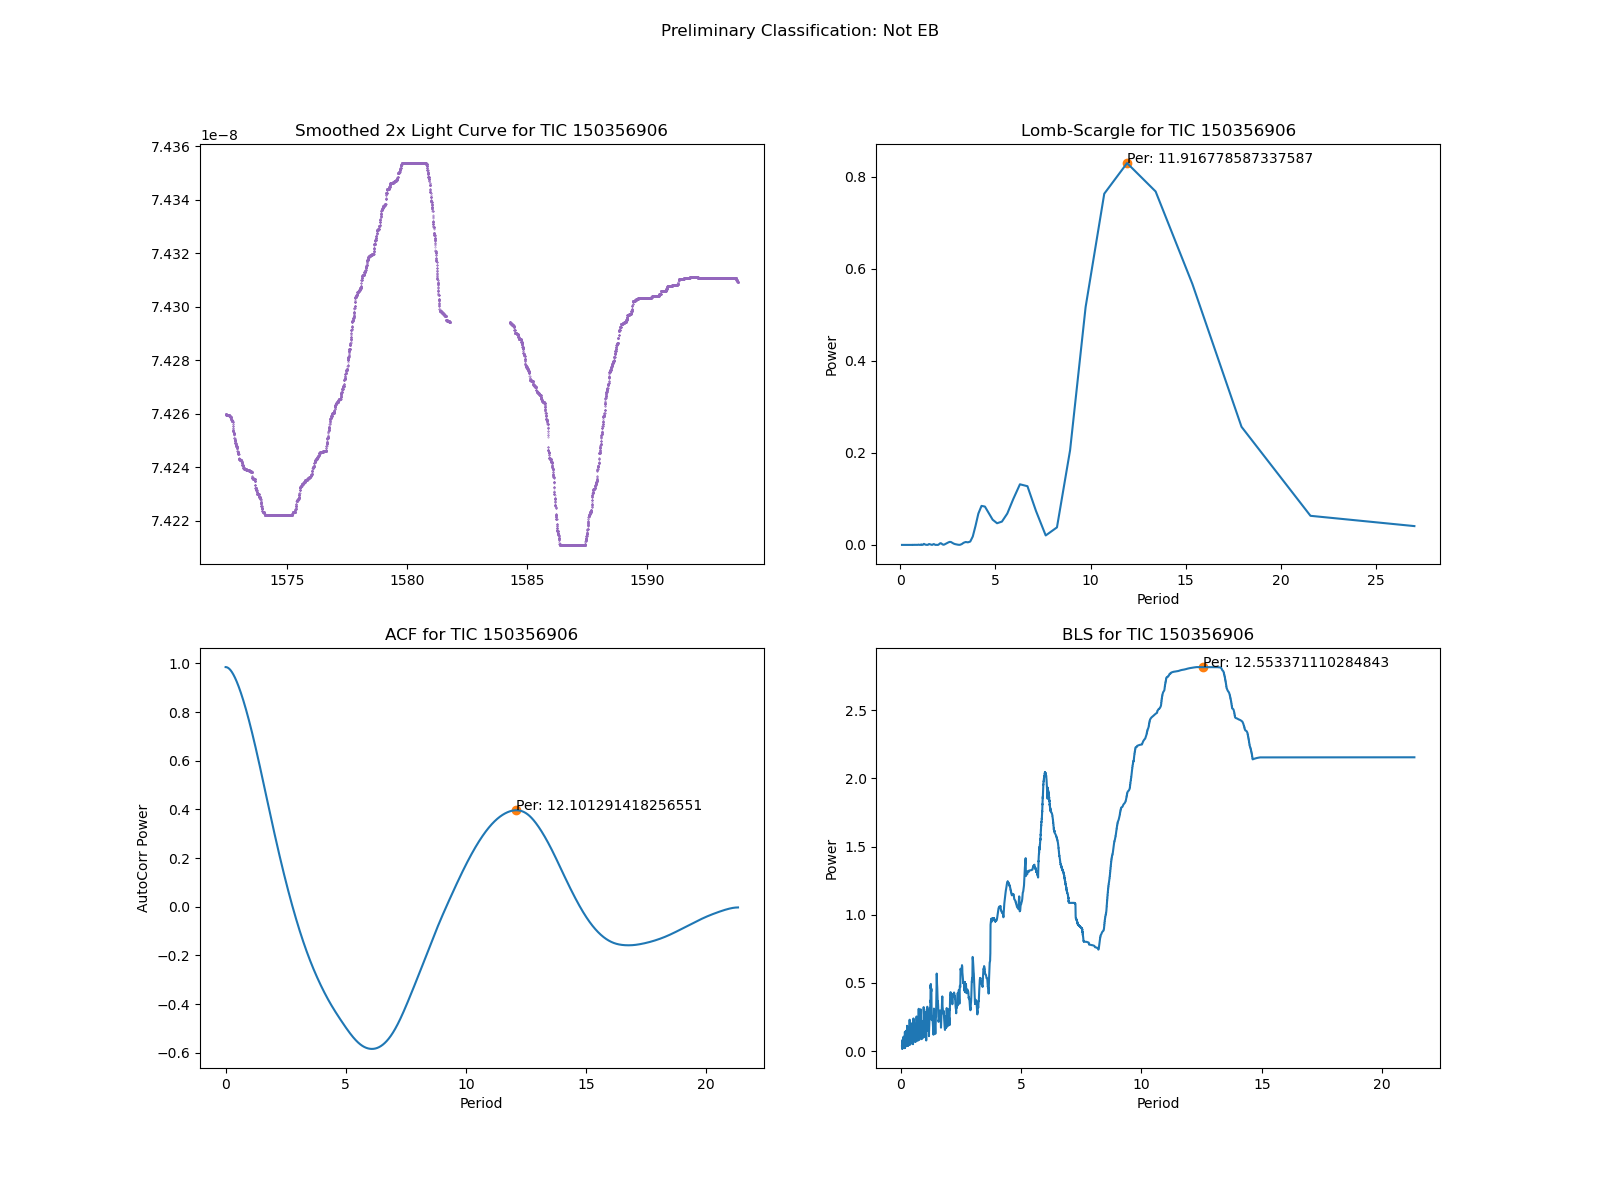 Preliminary Classification: Not EB
Smoothed 2x Light Curve for TIC 150356906
1e−8
7.436
7.434
7.432
7.430
7.428
7.426
7.424
7.422
1575 1580 1585 1590
Lomb-Scargle for TIC 150356906
Per: 11.916778587337587
Power
0.8
0.6
0.4
0.2
0.0
0 5 10 15 20 25
Period
ACF for TIC 150356906
Per: 12.101291418256551
AutoCorr Power
1.0
0.8
0.6
0.4
0.2
0.0
−0.2
−0.4
−0.6
0 5 10 15 20
Period
BLS for TIC 150356906
Per: 12.553371110284843
Power
2.5
2.0
1.5
1.0
0.5
0.0
0 5 10 15 20
Period